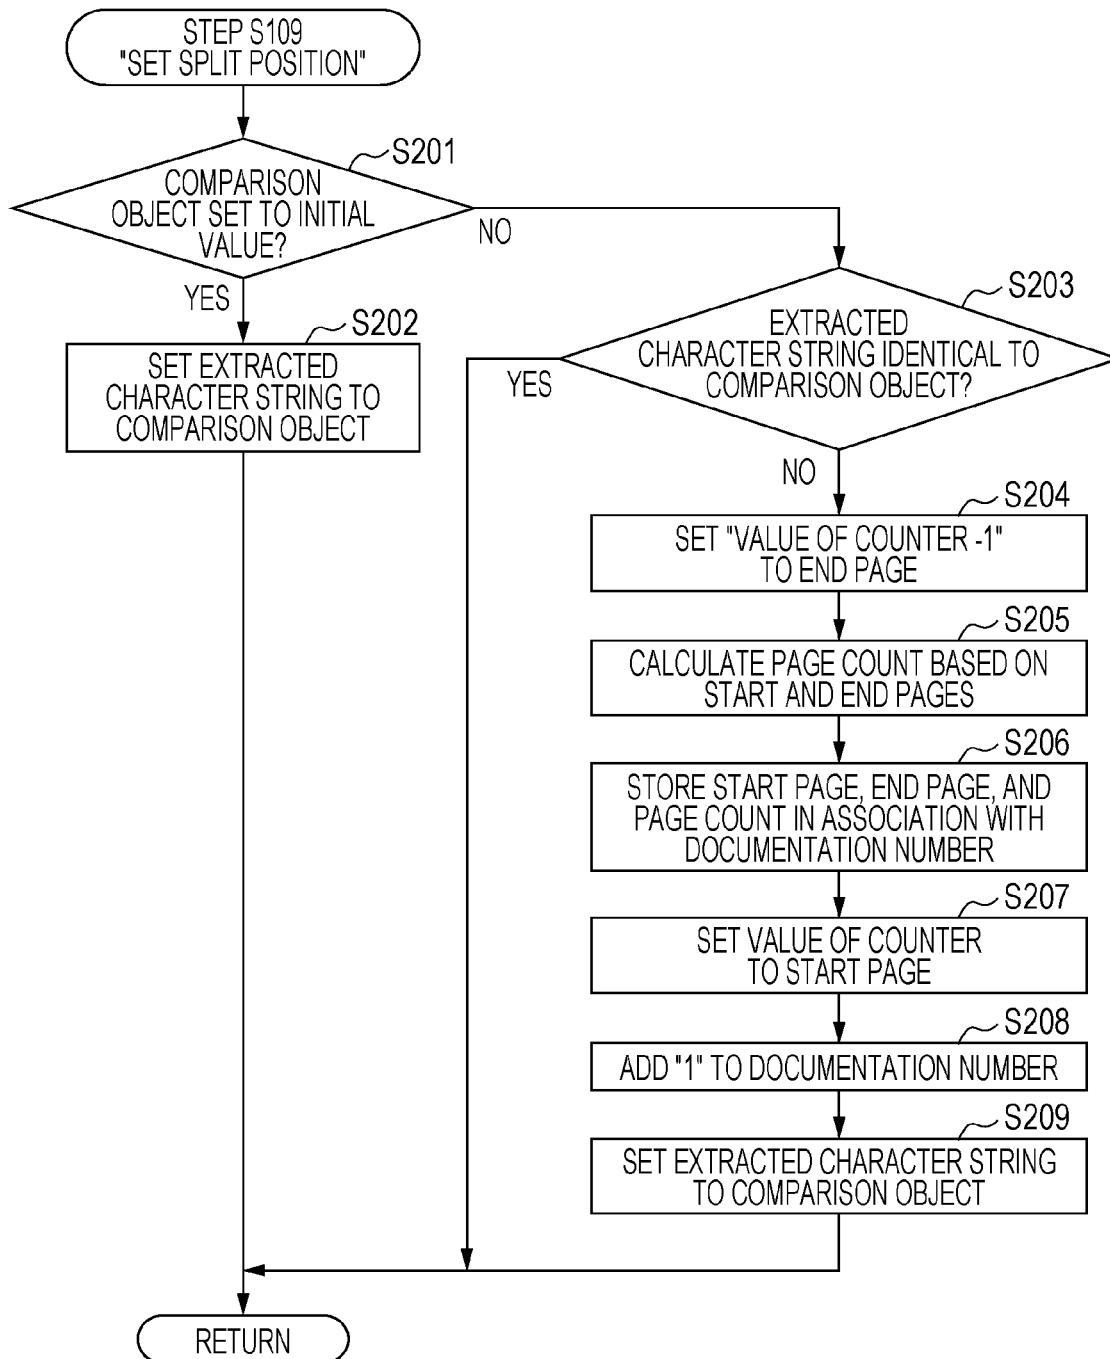 STEP S109
"SET SPLIT POSITION"
S201
COMPARISON
OBJECT SET TO INITIAL
VALUE?
NO
YES
S202
SET EXTRACTED
CHARACTER STRING TO
COMPARISON OBJECT
S203
EXTRACTED
CHARACTER STRING IDENTICAL TO
COMPARISON OBJECT?
YES
NO
S204
SET "VALUE OF COUNTER -1"
TO END PAGE
S205
CALCULATE PAGE COUNT BASED ON
START AND END PAGES
S206
STORE START PAGE, END PAGE, AND
PAGE COUNT IN ASSOCIATION WITH
DOCUMENTATION NUMBER
S207
SET VALUE OF COUNTER
TO START PAGE
S208
ADD "1" TO DOCUMENTATION NUMBER
S209
SET EXTRACTED CHARACTER STRING
TO COMPARISON OBJECT
RETURN